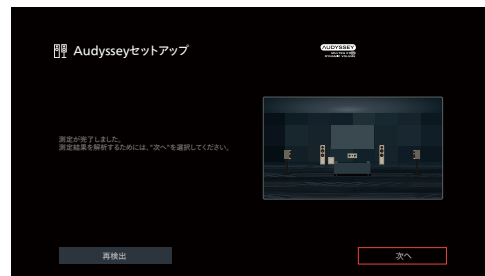 Audysseyセットアップ
AUDYSSEY
DYNAMIC VOLUME
測定が完了しました。
測定結果を解析するためには、"次へ"を選択してください。
再検出
次へ